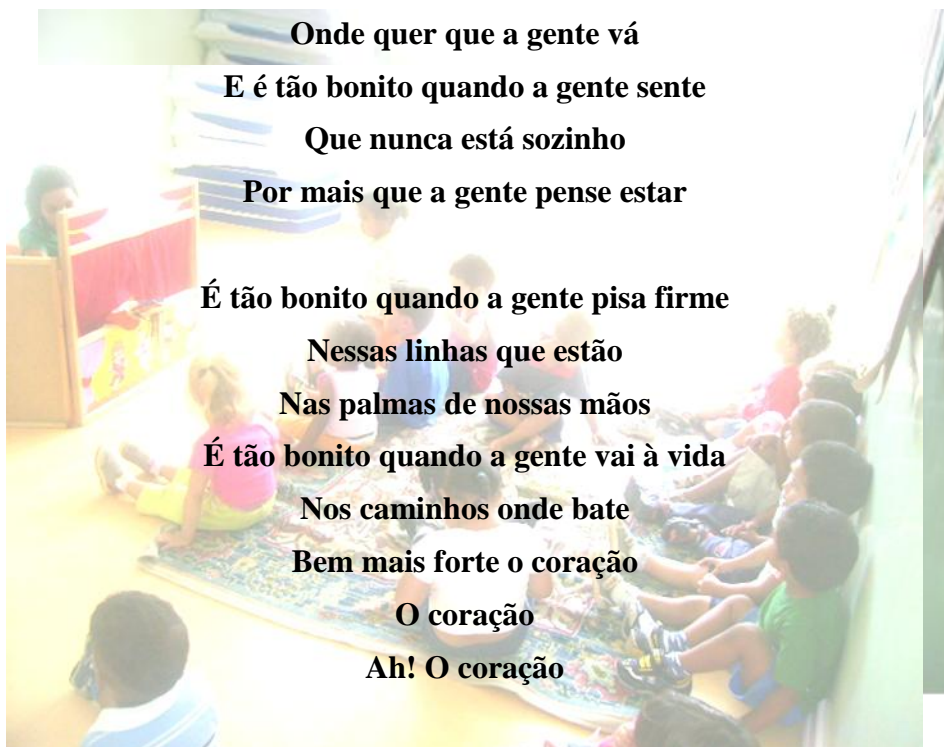 Onde quer que a gente vá
E é tão bonito quando a gente sente
Que nunca está sozinho
Por mais que a gente pense estar
É tão bonito quando a gente pisa firme
Nessas linhas que estão
Nas palmas de nossas mãos
É tão bonito quando a gente vai à vida
Nos caminhos onde bate
Bem mais forte o coração
O coração
Ah! O coração